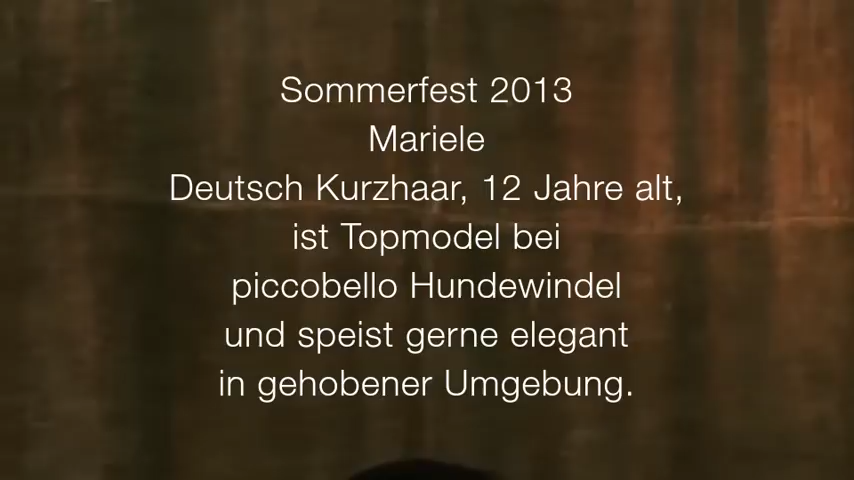 Sommerfest 2013
Mariele
Deutsch Kurzhaar, 12 Jahre alt,
ist Topmodel bei
piccobello Hundewindel
und speist gerne elegant
in gehobener Umgebung.